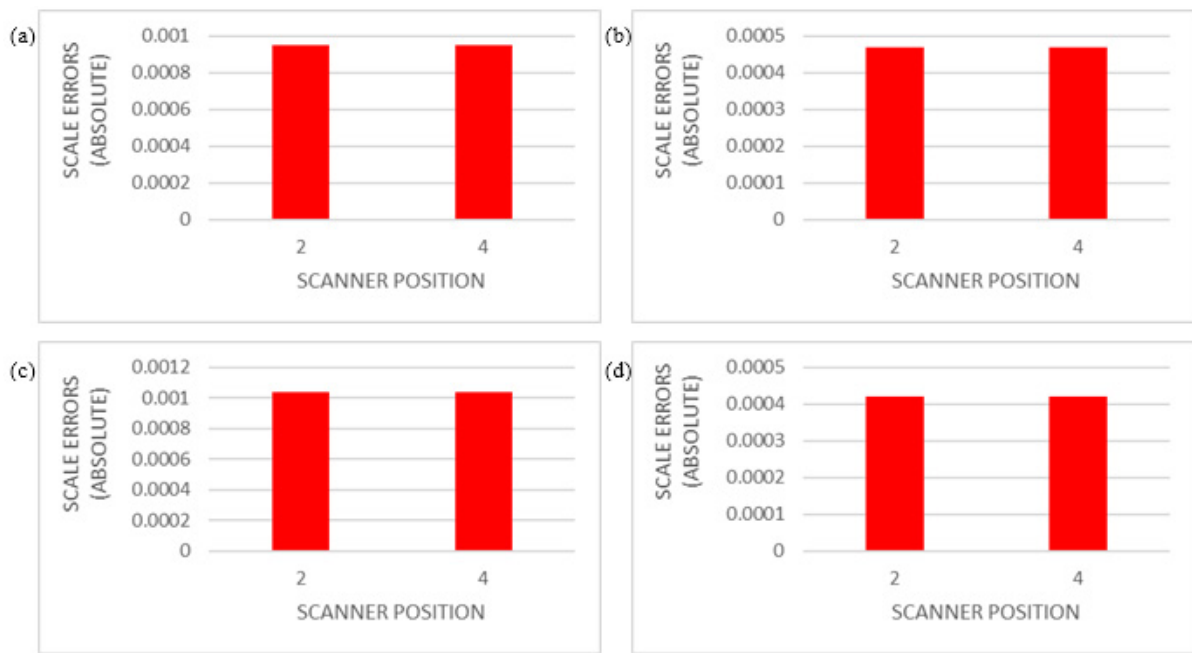 (a)
SCALE ERRORS
(ABSOLUTE)
0.001
0.0008
0.0006
0.0004
0.0002
0
2 4
SCANNER POSITION
(b)
SCALE ERRORS
(ABSOLUTE)
0.0005
0.0004
0.0003
0.0002
0.0001
0
2 4
SCANNER POSITION
(c)
SCALE ERRORS
(ABSOLUTE)
0.0012
0.001
0.0008
0.0006
0.0004
0.0002
0
2 4
SCANNER POSITION
(d)
SCALE ERRORS
(ABSOLUTE)
0.0005
0.0004
0.0003
0.0002
0.0001
0
2 4
SCANNER POSITION